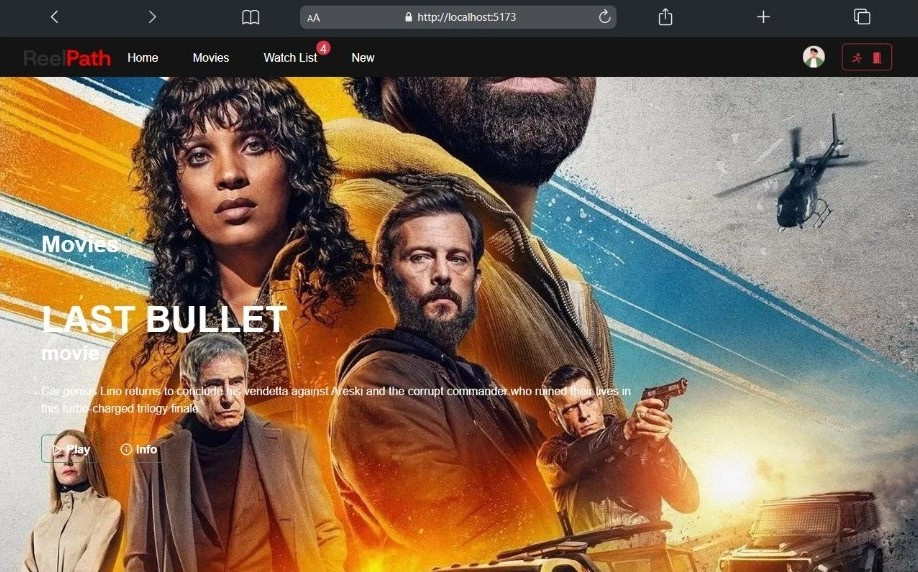 AA http://localhost:5173
ReelPath Home Movies Watch List 4 New
Movies
LAST BULLET
movie
Car genius Lino returns to conclude his vendetta against Areski and the corrupt commander who ruined their lives in
this turbo-charged trilogy finale.
Play Info